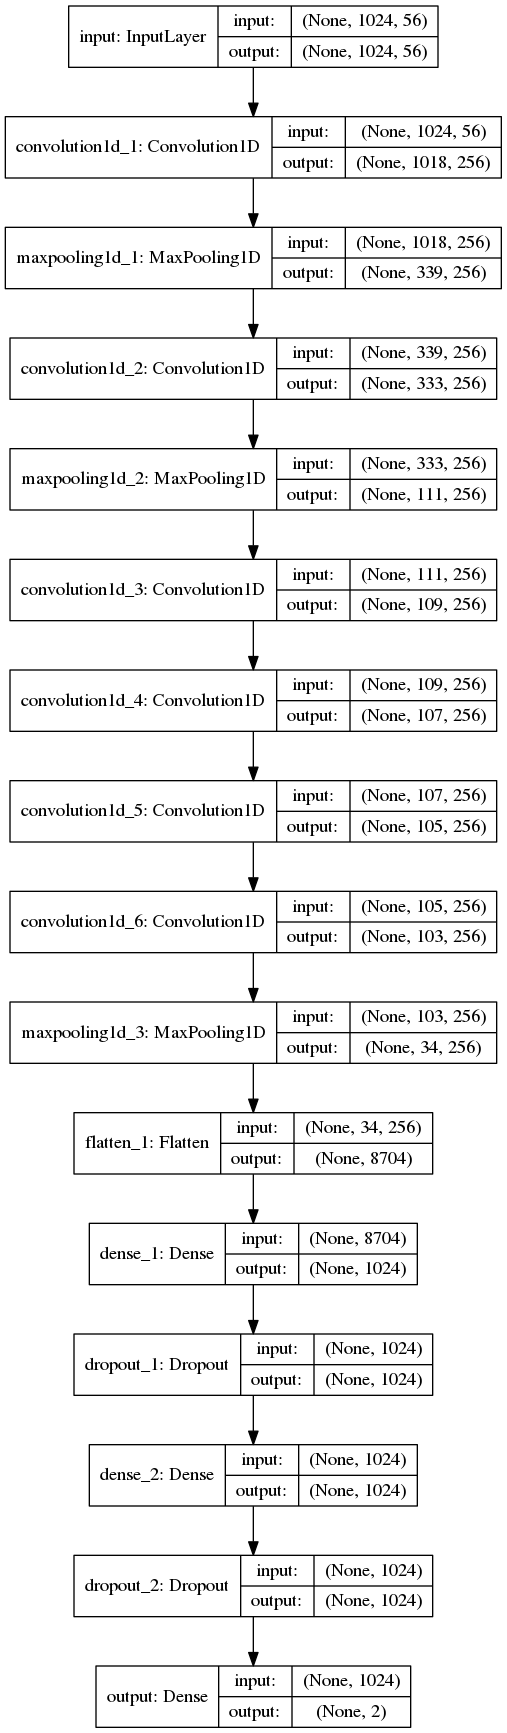 input: InputLayer
input: (None, 1024, 56)
output: (None, 1024, 56)
convolution1d_1: Convolution1D
input: (None, 1024, 56)
output: (None, 1018, 256)
maxpooling1d_1: MaxPooling1D
input: (None, 1018, 256)
output: (None, 339, 256)
convolution1d_2: Convolution1D
input: (None, 339, 256)
output: (None, 333, 256)
maxpooling1d_2: MaxPooling1D
input: (None, 333, 256)
output: (None, 111, 256)
convolution1d_3: Convolution1D
input: (None, 111, 256)
output: (None, 109, 256)
convolution1d_4: Convolution1D
input: (None, 109, 256)
output: (None, 107, 256)
convolution1d_5: Convolution1D
input: (None, 107, 256)
output: (None, 105, 256)
convolution1d_6: Convolution1D
input: (None, 105, 256)
output: (None, 103, 256)
maxpooling1d_3: MaxPooling1D
input: (None, 103, 256)
output: (None, 34, 256)
flatten_1: Flatten
input: (None, 34, 256)
output: (None, 8704)
dense_1: Dense
input: (None, 8704)
output: (None, 1024)
dropout_1: Dropout
input: (None, 1024)
output: (None, 1024)
dense_2: Dense
input: (None, 1024)
output: (None, 1024)
dropout_2: Dropout
input: (None, 1024)
output: (None, 1024)
output: Dense
input: (None, 1024)
output: (None, 2)